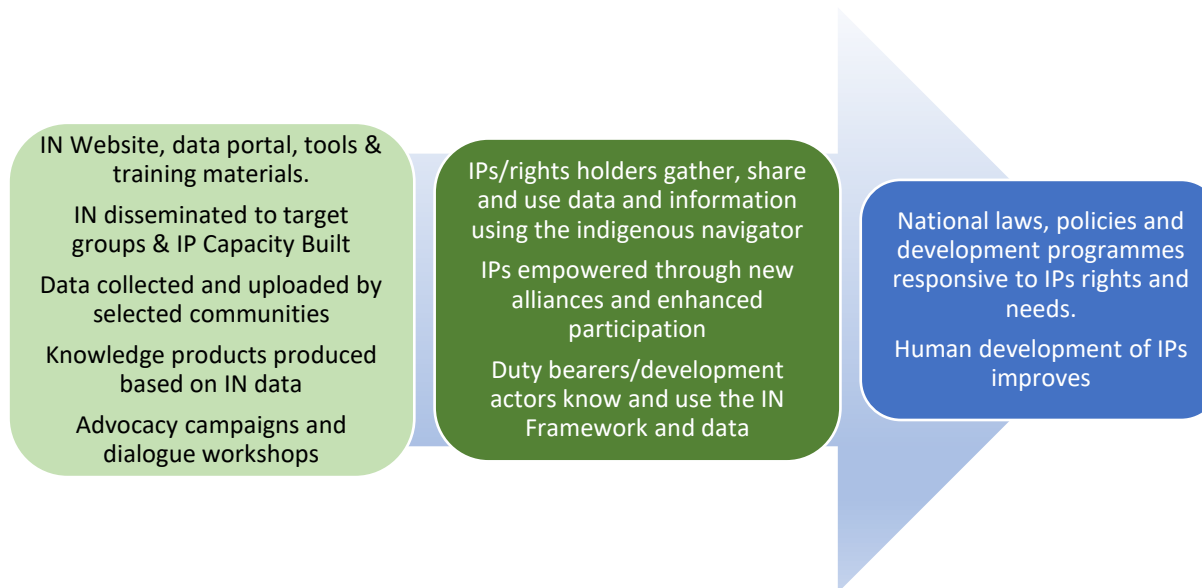 IN Website, data portal, tools &
training materials.
IN disseminated to target
groups & IP Capacity Built
Data collected and uploaded by
selected communities
Knowledge products produced
based on IN data
Advocacy campaigns and
dialogue workshops
IPs/rights holders gather, share
and use data and information
using the indigenous navigator
IPs empowered through new
alliances and enhanced
participation
Duty bearers/development
actors know and use the IN
Framework and data
National laws, policies and
development programmes
responsive to IPs rights and
needs.
Human development of IPs
improves